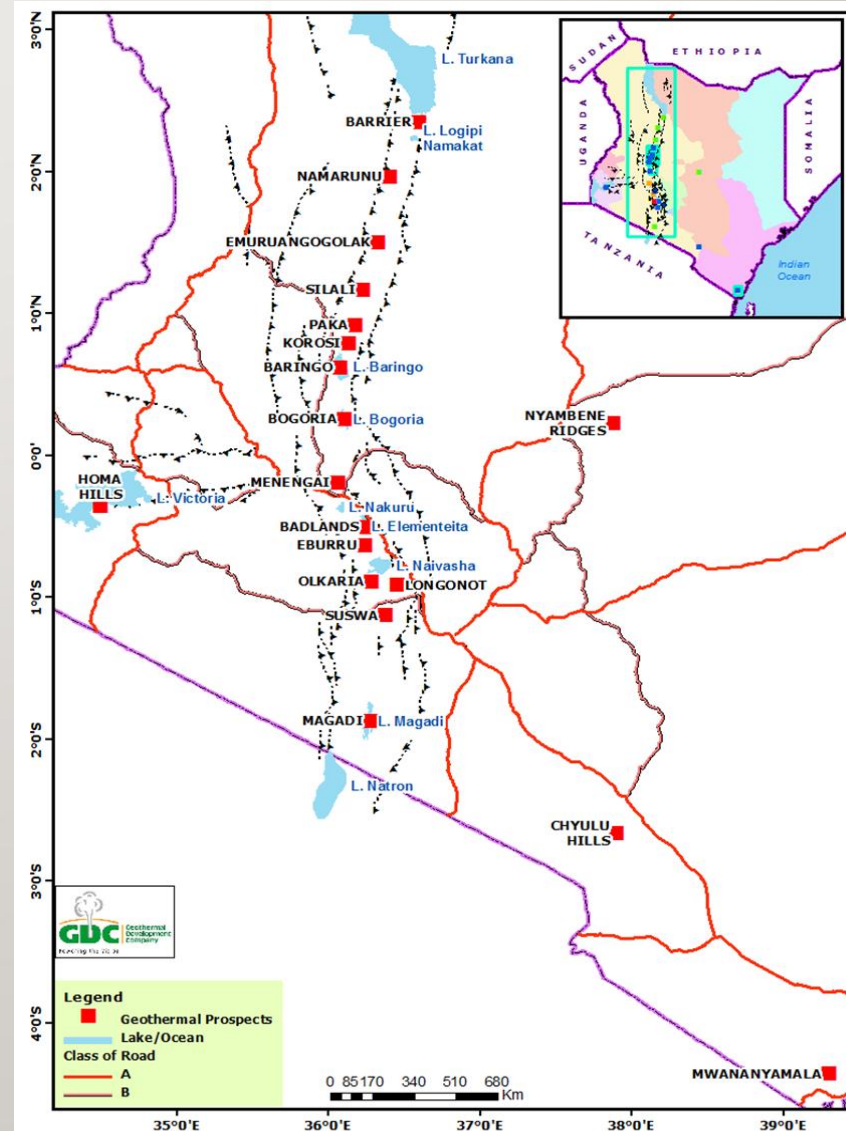 3°0'N
2°0'N
1°0'N
0°0'
1°0'S
2°0'S
3°0'S
4°0'S
L. Turkana
BARRIER
L. Logipi
Namakat
NAMARUNU
EMURUANGOGOLAK
SILALI
PAKA
KOROSI
BARINGO
L. Baringo
BOGORIA
L. Bogoria
NYAMBENE
RIDGES
HOMA
HILLS
L. Victoria
MENENGAI
L. Nakuru
BADLANDS
L. Elementeita
EBURRU
L. Naivasha
OLKARIA
LONGONOT
SUSWA
MAGADI
L. Magadi
L. Natron
CHYULU
HILLS
MWANANYAMALA
SUDAN
ETHIOPIA
UGANDA
SOMALIA
TANZANIA
Indian
Ocean
GDC
Geothermal
Development
Company
Legend
Geothermal Prospects
Lake/Ocean
Class of Road
A
B
0 85170 340 510 680
Km
35°0'E 36°0'E 37°0'E 38°0'E 39°0'E